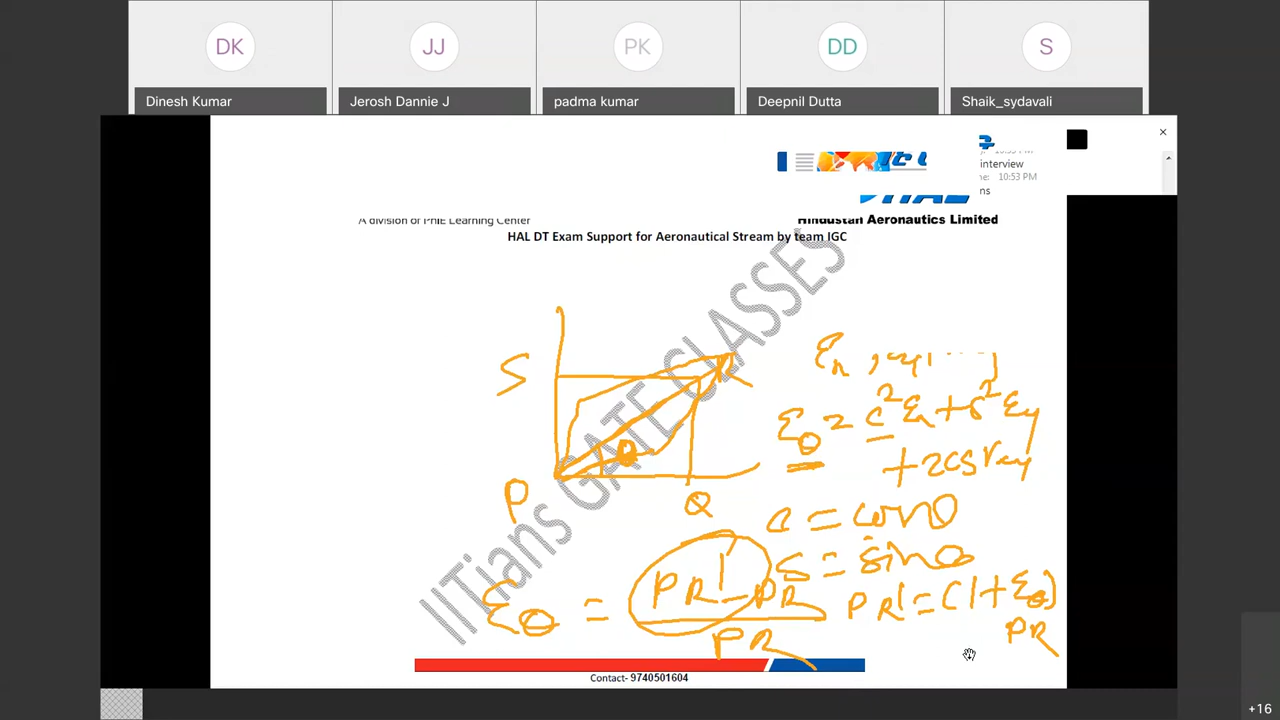 DK
JJ
PK
DD
S
Dinesh Kumar
Jerosh Dannie J
padma kumar
Deepnil Dutta
Shaik_sydavali
interview
10:53 PM
A division of PHIE Learning Center
Hindustan Aeronautics Limited
HAL DT Exam Support for Aeronautical Stream by team IGC
IITians GATE CLASSES
S
R
P
Q
θ
εθ = c²εx + s²εy
+ 2cs γxy
c = cosθ
s = sinθ
εθ = PR' - PR
PR
PR' = (1 + εθ)
PR
Contact- 9740501604
+16